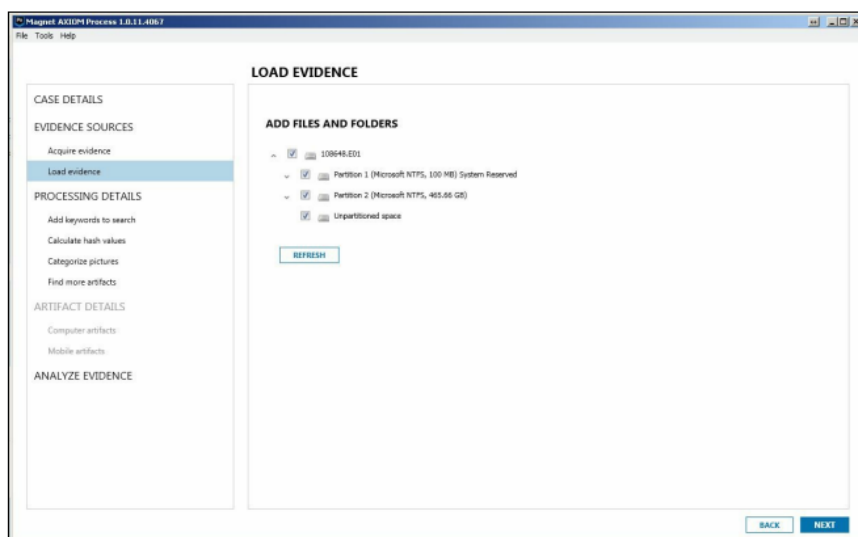 Magnet AXIOM Process 1.0.11.4067
File Tools Help
LOAD EVIDENCE
CASE DETAILS
EVIDENCE SOURCES
Acquire evidence
Load evidence
PROCESSING DETAILS
Add keywords to search
Calculate hash values
Categorize pictures
Find more artifacts
ARTIFACT DETAILS
Computer artifacts
Mobile artifacts
ANALYZE EVIDENCE
ADD FILES AND FOLDERS
108648.E01
Partition 1 (Microsoft NTFS, 100 MB) System Reserved
Partition 2 (Microsoft NTFS, 465.66 GB)
Unpartitioned space
REFRESH
BACK NEXT